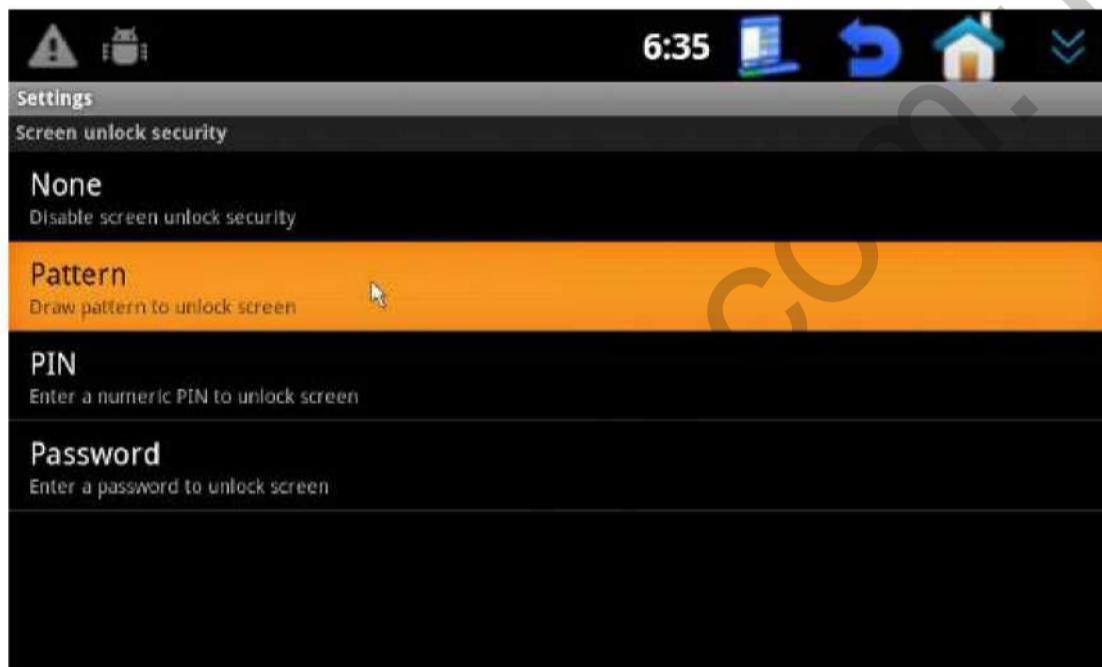 6:35
Settings
Screen unlock security
None
Disable screen unlock security
Pattern
Draw pattern to unlock screen
PIN
Enter a numeric PIN to unlock screen
Password
Enter a password to unlock screen
com.